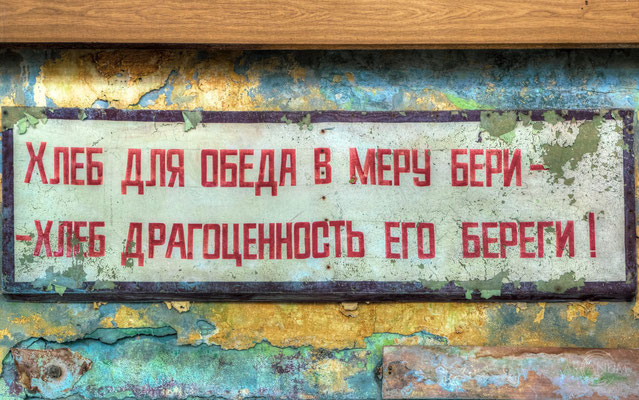 ХЛЕБ ДЛЯ ОБЕДА В МЕРУ БЕРИ-
-ХЛЕБ ДРАГОЦЕННОСТЬ ЕГО БЕРЕГИ!